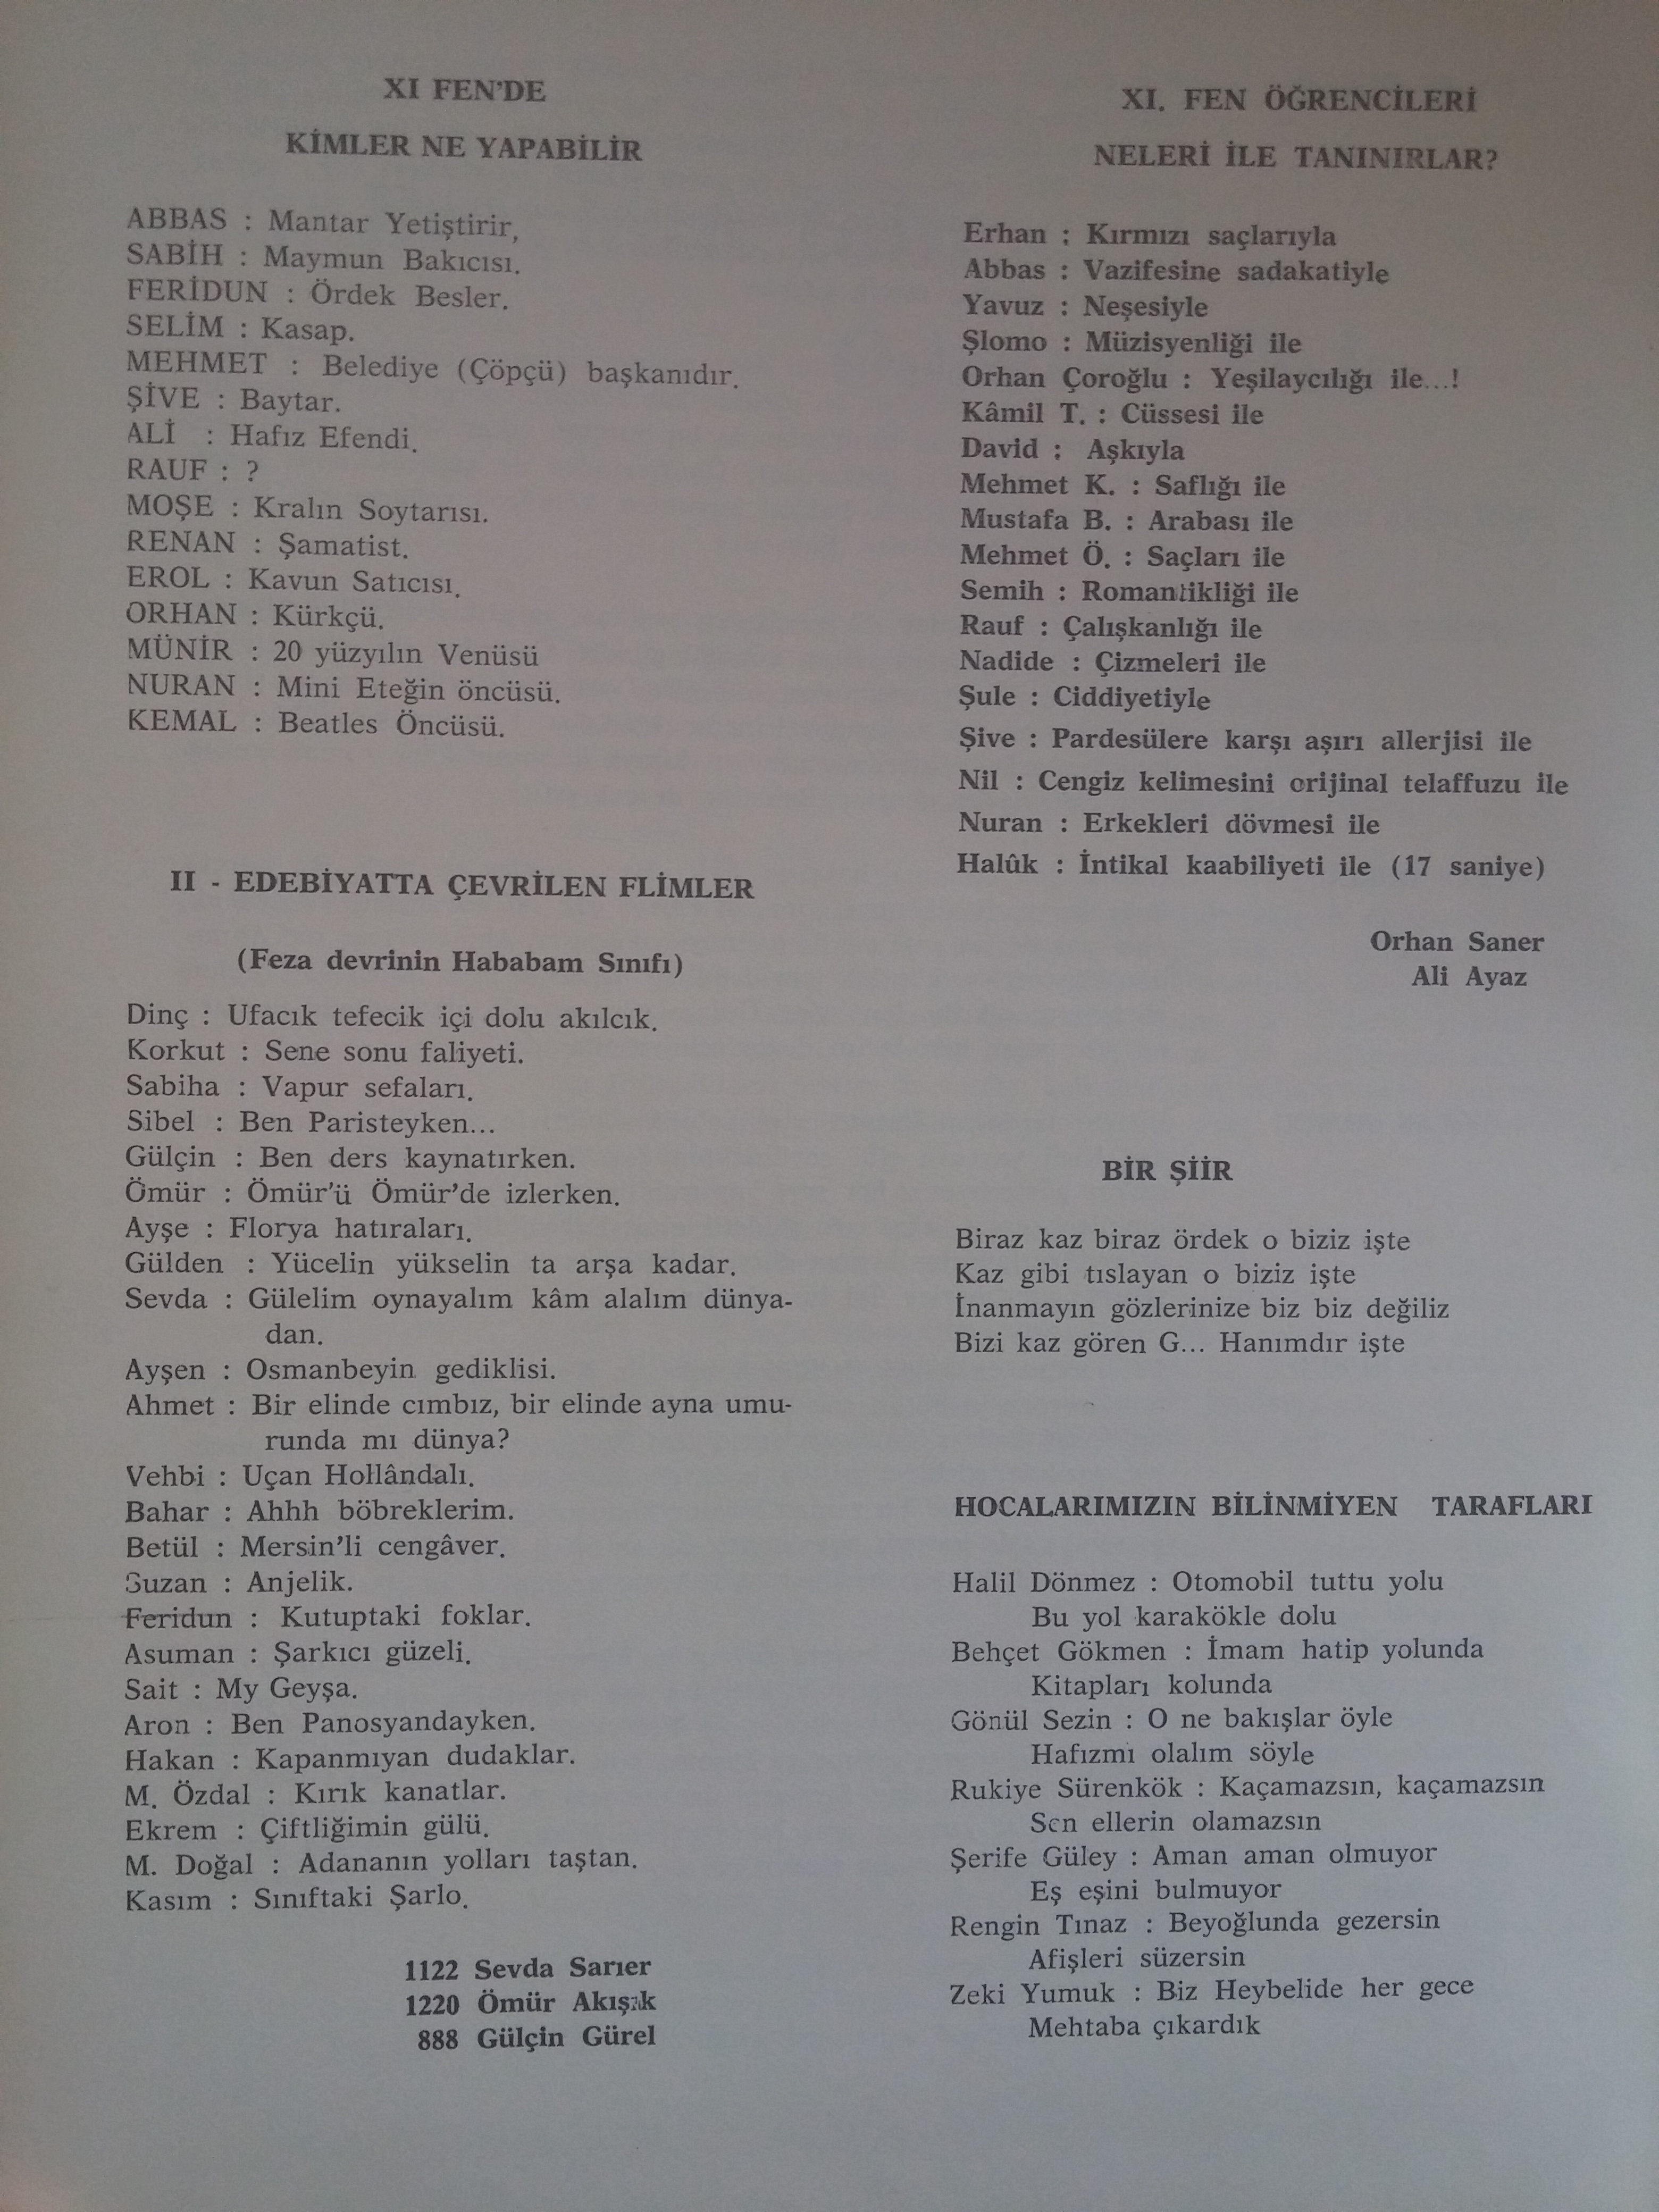 XI FEN'DE
KİMLER NE YAPABİLİR
ABBAS : Mantar Yetiştirir,
SABİH : Maymun Bakıcısı.
FERİDUN : Ördek Besler.
SELİM : Kasap.
MEHMET : Belediye (Çöpçü) başkanıdır.
ŞİVE : Baytar.
ALİ : Hafız Efendi.
RAUF : ?
MOŞE : Kralın Soytarısı.
RENAN : Şamatist.
EROL : Kavun Satıcısı.
ORHAN : Kürkçü.
MÜNİR : 20 yüzyılın Venüsü
NURAN : Mini Eteğin öncüsü.
KEMAL : Beatles Öncüsü.
II - EDEBİYATTA ÇEVRİLEN FLİMLER
(Feza devrinin Hababam Sınıfı)
Dinç : Ufacık tefecik içi dolu akılcık.
Korkut : Sene sonu faliyeti.
Sabiha : Vapur sefaları.
Sibel : Ben Paristeyken...
Gülçin : Ben ders kaynatırken.
Ömür : Ömür'ü Ömür'de izlerken.
Ayşe : Florya hatıraları.
Gülden : Yücelin yükselin ta arşa kadar.
Sevda : Gülelim oynayalım kâm alalım dünya-
dan.
Ayşen : Osmanbeyin gediklisi.
Ahmet : Bir elinde cımbız, bir elinde ayna umu-
runda mı dünya?
Vehbi : Uçan Hollândalı.
Bahar : Ahhh böbreklerim.
Betül : Mersin'li cengâver.
Suzan : Anjelik.
Feridun : Kutuptaki foklar.
Asuman : Şarkıcı güzeli.
Sait : My Geyşa.
Aron : Ben Panosyandayken.
Hakan : Kapanmıyan dudaklar.
M. Özdal : Kırık kanatlar.
Ekrem : Çiftliğimin gülü.
M. Doğal : Adananın yolları taştan.
Kasım : Sınıftaki Şarlo.
1122 Sevda Sarıer
1220 Ömür Akışık
888 Gülçin Gürel
XI. FEN ÖĞRENCİLERİ
NELERİ İLE TANINIRLAR?
Erhan : Kırmızı saçlarıyla
Abbas : Vazifesine sadakatiyle
Yavuz : Neşesiyle
Şlomo : Müzisyenliği ile
Orhan Çoroğlu : Yeşilaycılığı ile...!
Kâmil T. : Cüssesi ile
David : Aşkıyla
Mehmet K. : Saflığı ile
Mustafa B. : Arabası ile
Mehmet Ö. : Saçları ile
Semih : Romantikliği ile
Rauf : Çalışkanlığı ile
Nadide : Çizmeleri ile
Şule : Ciddiyetiyle
Şive : Pardesülere karşı aşırı allerjisi ile
Nil : Cengiz kelimesini orijinal telaffuzu ile
Nuran : Erkekleri dövmesi ile
Halûk : İntikal kaabiliyeti ile (17 saniye)
Orhan Saner
Ali Ayaz
BİR ŞİİR
Biraz kaz biraz ördek o biziz işte
Kaz gibi tıslayan o biziz işte
İnanmayın gözlerinize biz biz değiliz
Bizi kaz gören G... Hanımdır işte
HOCALARIMIZIN BİLİNMİYEN TARAFLARI
Halil Dönmez : Otomobil tuttu yolu
Bu yol karakökle dolu
Behçet Gökmen : İmam hatip yolunda
Kitapları kolunda
Gönül Sezin : O ne bakışlar öyle
Hafızmı olalım söyle
Rukiye Sürenkök : Kaçamazsın, kaçamazsın
Sen ellerin olamazsın
Şerife Güley : Aman aman olmuyor
Eş eşini bulmuyor
Rengin Tınaz : Beyoğlunda gezersin
Afişleri süzersin
Zeki Yumuk : Biz Heybelide her gece
Mehtaba çıkardık